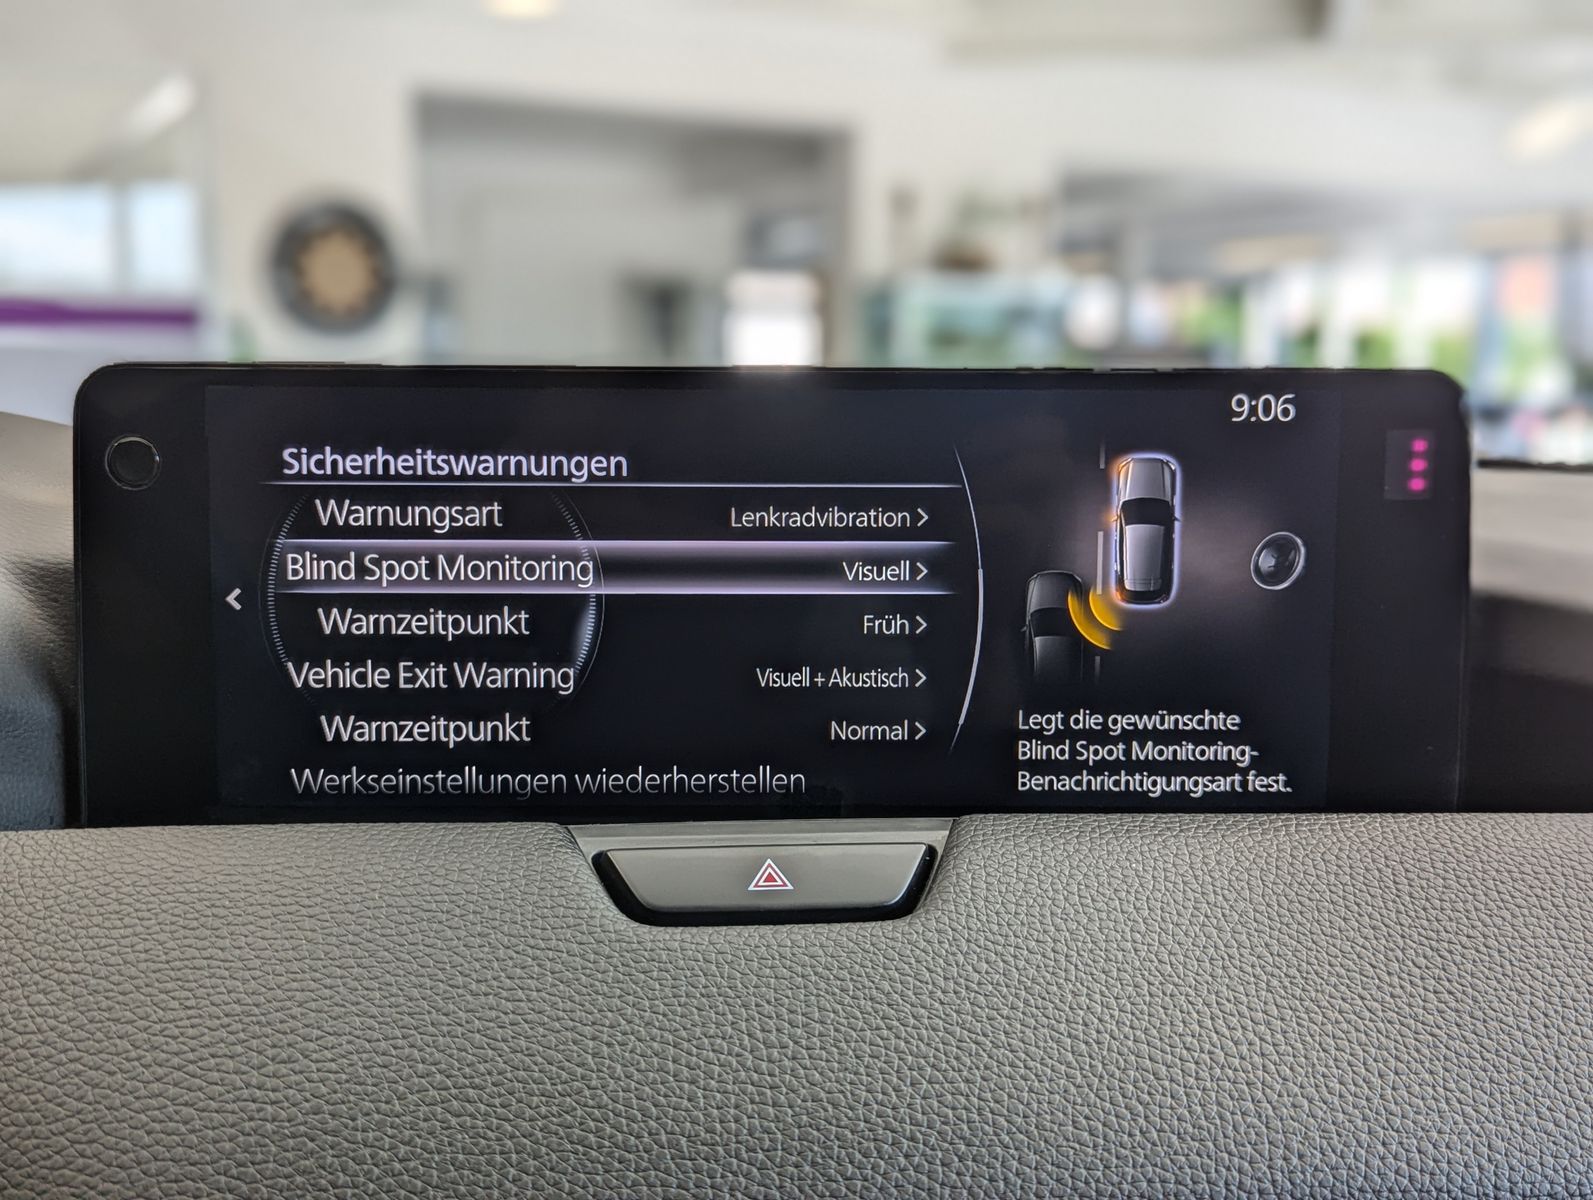 9:06
Sicherheitswarnungen
Warnungsart Lenkradvibration
Blind Spot Monitoring Visuell
Warnzeitpunkt Früh
Vehicle Exit Warning Visuell + Akustisch
Warnzeitpunkt Normal
Werkseinstellungen wiederherstellen
Legt die gewünschte
Blind Spot Monitoring-
Benachrichtigungsart fest.